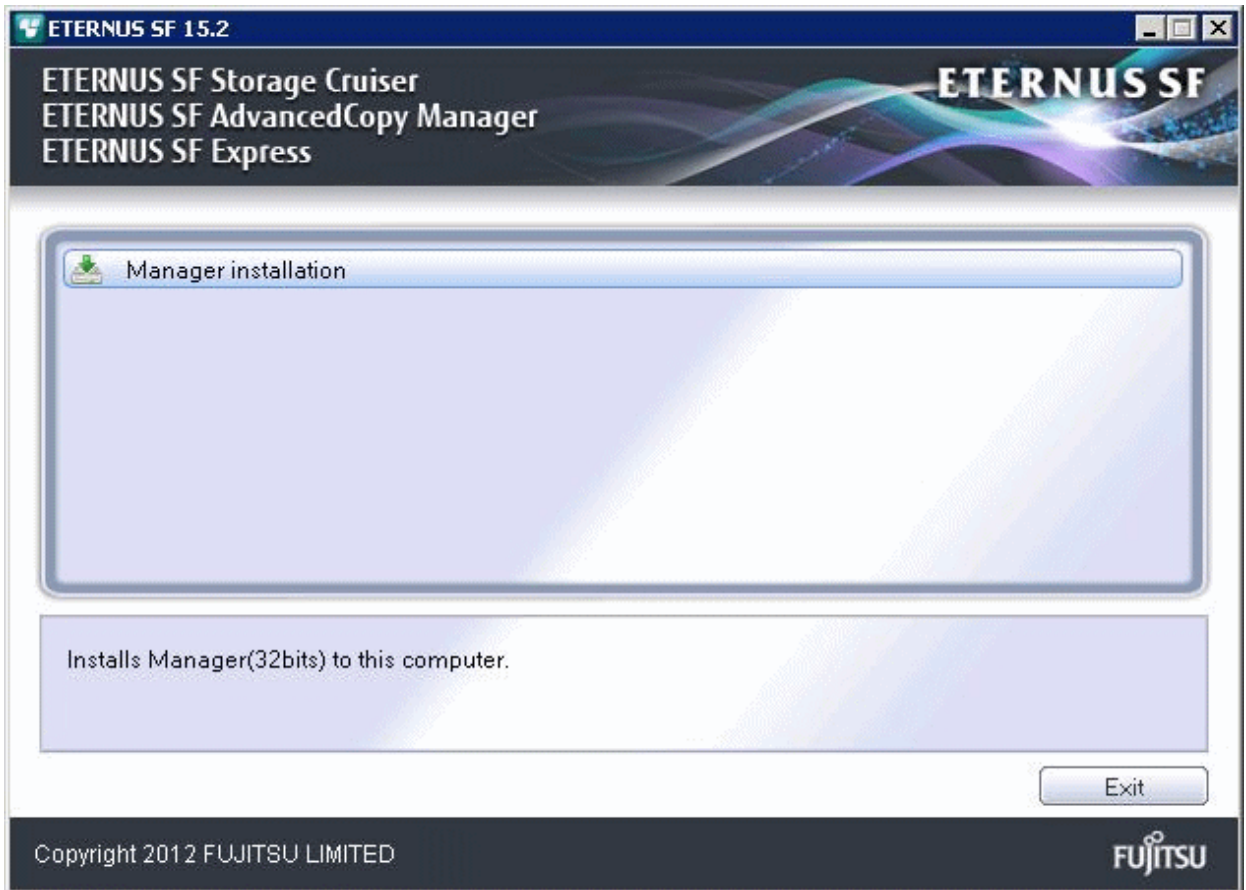 ETERNUS SF 15.2
ETERNUS SF Storage Cruiser
ETERNUS SF AdvancedCopy Manager
ETERNUS SF Express
ETERNUS SF
Manager installation
Installs Manager(32bits) to this computer.
Exit
Copyright 2012 FUJITSU LIMITED
FUJITSU